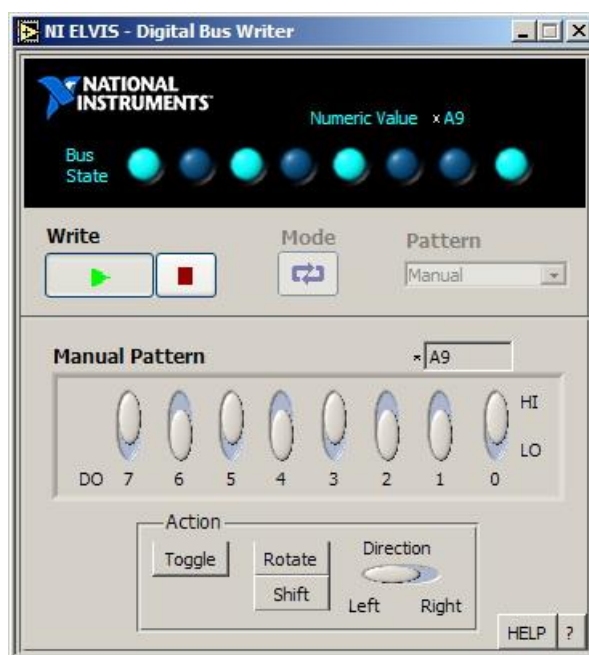 NI ELVIS - Digital Bus Writer
NATIONAL
INSTRUMENTS™
Numeric Value x A9
Bus
State
Write
Mode
Pattern
Manual
Manual Pattern
x A9
HI
LO
DO 7 6 5 4 3 2 1 0
Action
Toggle
Rotate
Shift
Direction
Left Right
HELP ?